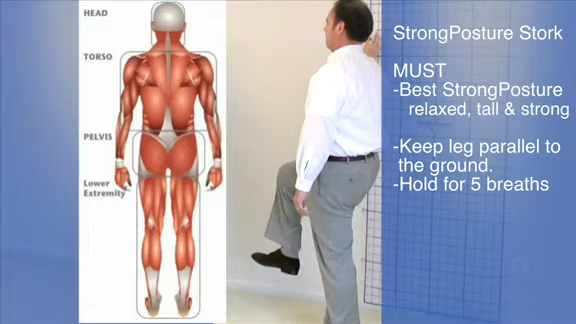 HEAD
TORSO
PELVIS
Lower
Extremity
StrongPosture Stork
MUST
-Best StrongPosture
relaxed, tall & strong
-Keep leg parallel to
the ground.
-Hold for 5 breaths